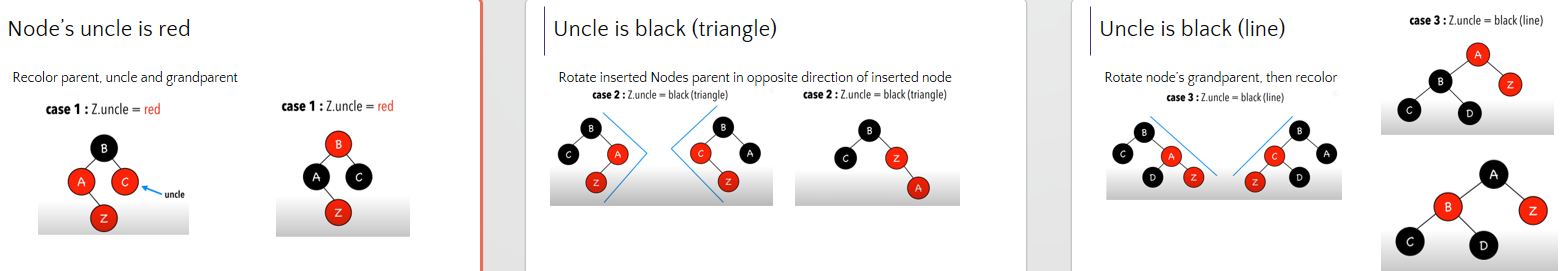 Node's uncle is red
Recolor parent, uncle and grandparent
case 1 : Z.uncle = red
B
A
C
uncle
Z
case 1 : Z.uncle = red
B
A
C
Z
Uncle is black (triangle)
Rotate inserted Nodes parent in opposite direction of inserted node
case 2 : Z.uncle = black (triangle)
B
C
A
Z
B
C
A
Z
case 2 : Z.uncle = black (triangle)
B
C
Z
A
Uncle is black (line)
Rotate node's grandparent, then recolor
case 3 : Z.uncle = black (line)
B
C
A
D
Z
B
C
A
Z
D
case 3 : Z.uncle = black (line)
A
B
Z
C
D
A
B
Z
C
D